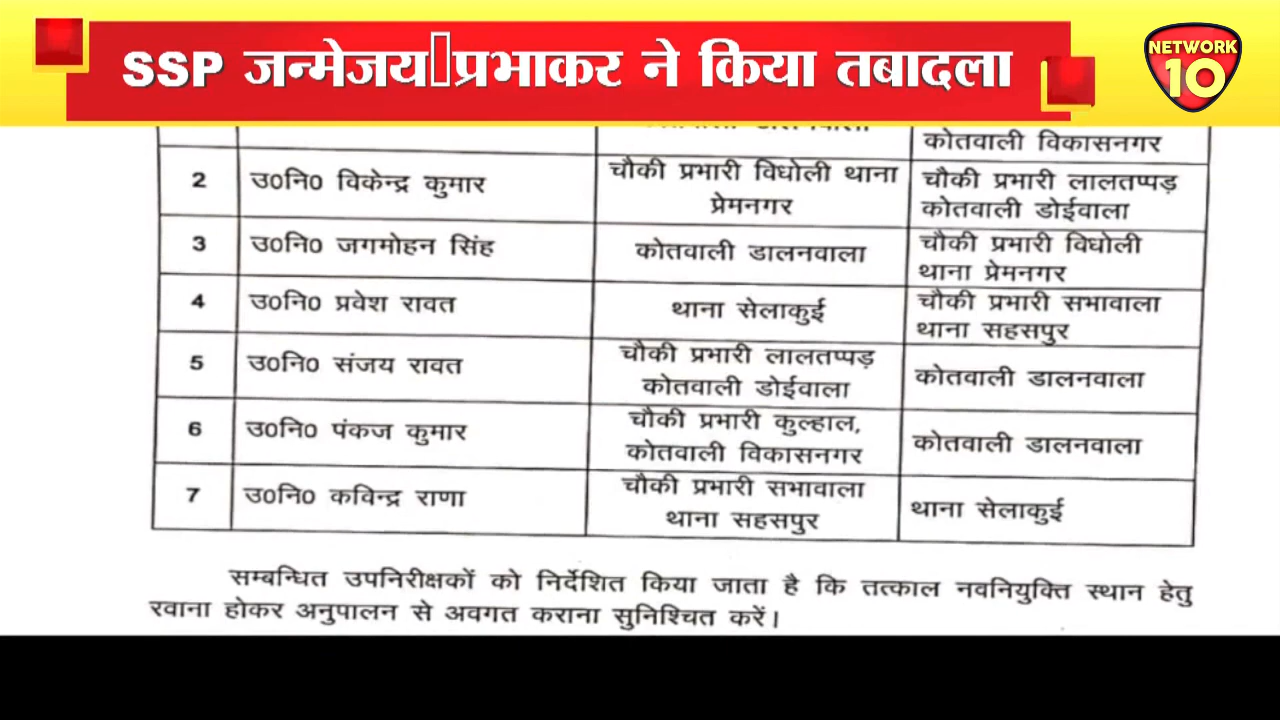 SSP जन्मेजय प्रभाकर ने किया तबादला
NETWORK
10
कोतवाली विकासनगर
2 उ0नि0 विकेन्द्र कुमार चौकी प्रभारी विधोली थाना चौकी प्रभारी लालतप्पड़
प्रेमनगर कोतवाली डोईवाला
3 उ0नि0 जगमोहन सिंह कोतवाली डालनवाला चौकी प्रभारी विधोली
थाना प्रेमनगर
4 उ0नि0 प्रवेश रावत थाना सेलाकुई चौकी प्रभारी सभावाला
थाना सहसपुर
5 उ0नि0 संजय रावत चौकी प्रभारी लालतप्पड़ कोतवाली डालनवाला
कोतवाली डोईवाला
6 उ0नि0 पंकज कुमार चौकी प्रभारी कुल्हाल, कोतवाली डालनवाला
कोतवाली विकासनगर
7 उ0नि0 कविन्द्र राणा चौकी प्रभारी सभावाला थाना सेलाकुई
थाना सहसपुर
सम्बन्धित उपनिरीक्षकों को निर्देशित किया जाता है कि तत्काल नवनियुक्ति स्थान हेतु
रवाना होकर अनुपालन से अवगत कराना सुनिश्चित करें।